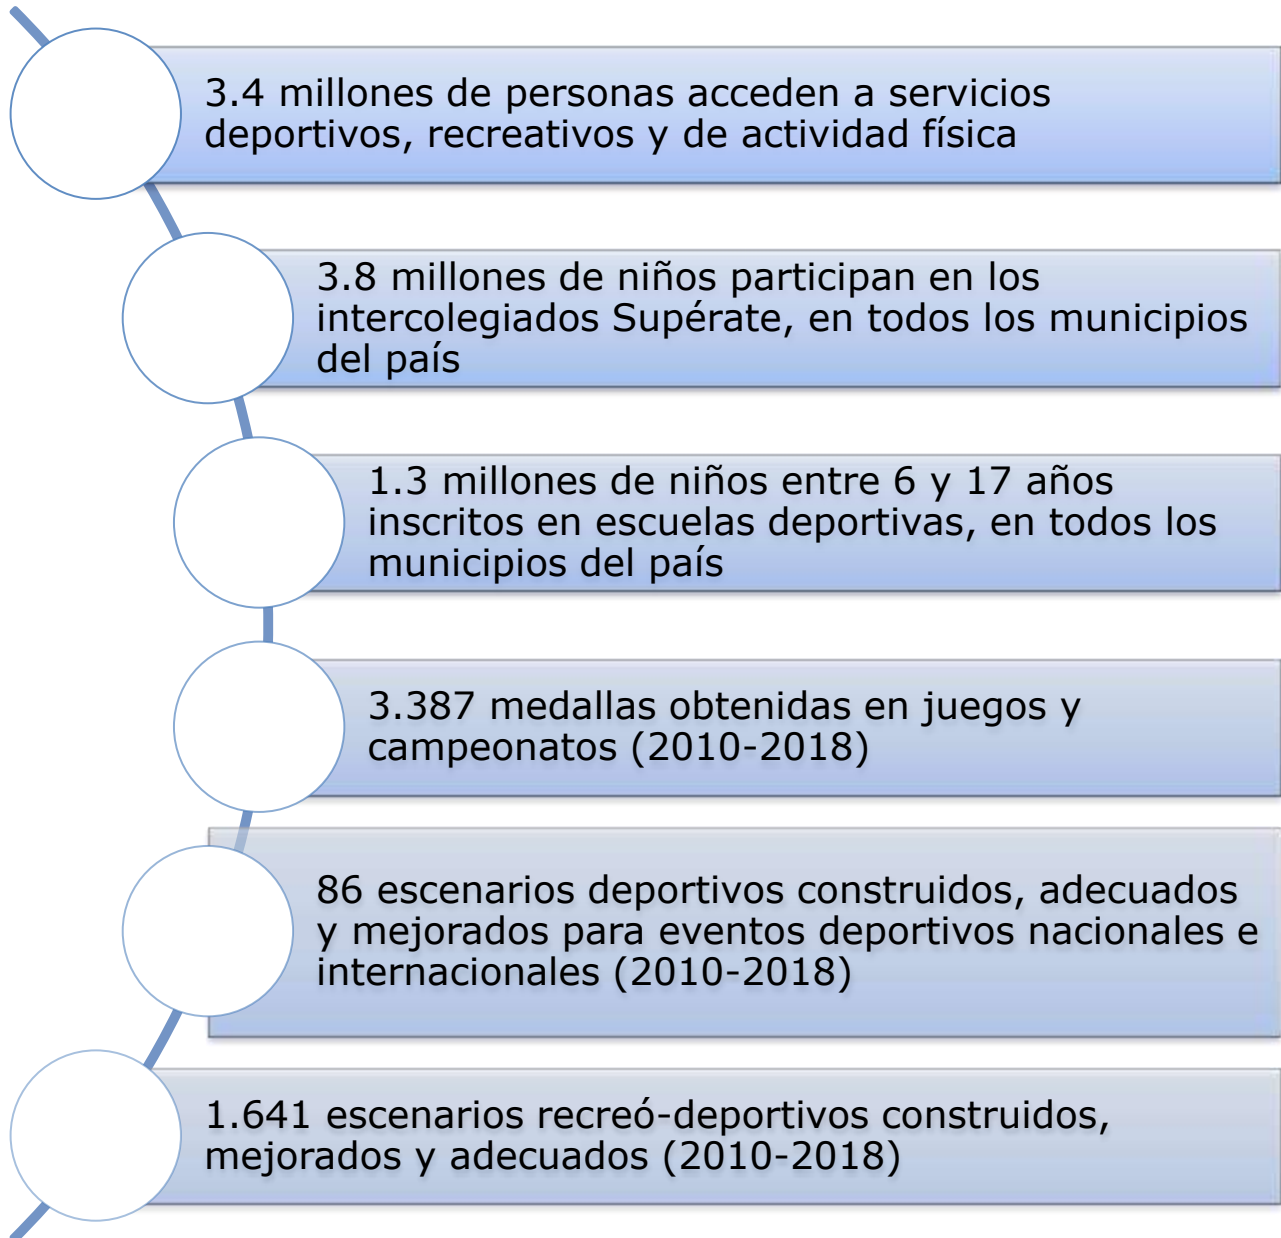 3.4 millones de personas acceden a servicios
deportivos, recreativos y de actividad física
3.8 millones de niños participan en los
intercolegiados Supérate, en todos los municipios
del país
1.3 millones de niños entre 6 y 17 años
inscritos en escuelas deportivas, en todos los
municipios del país
3.387 medallas obtenidas en juegos y
campeonatos (2010-2018)
86 escenarios deportivos construidos, adecuados
y mejorados para eventos deportivos nacionales e
internacionales (2010-2018)
1.641 escenarios recreó-deportivos construidos,
mejorados y adecuados (2010-2018)